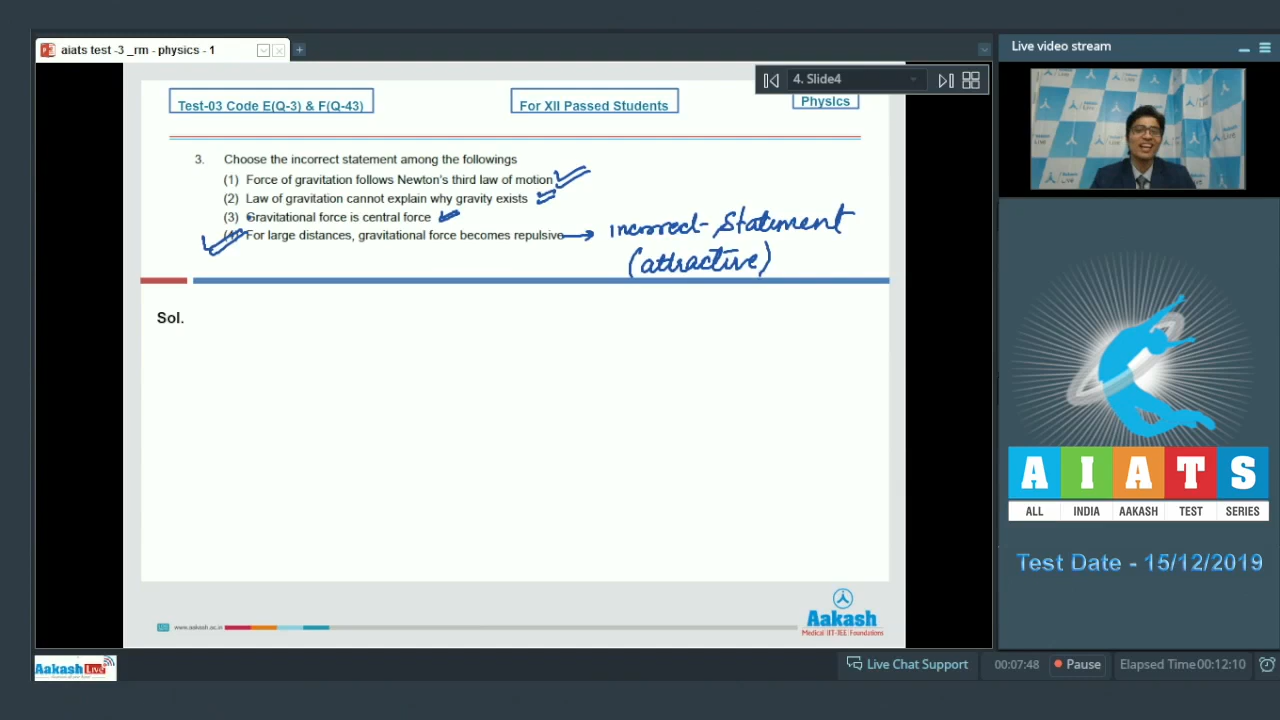 aiats test -3 _rm - physics - 1
Live video stream
4. Slide4
Test-03 Code E(Q-3) & F(Q-43)
For XII Passed Students
Physics
3. Choose the incorrect statement among the followings
(1) Force of gravitation follows Newton's third law of motion
(2) Law of gravitation cannot explain why gravity exists
(3) Gravitational force is central force
(4) For large distances, gravitational force becomes repulsive
incorrect Statement
(attractive)
Sol.
A I A T S
ALL INDIA AAKASH TEST SERIES
Test Date - 15/12/2019
www.aakash.ac.in
Aakash
Medical IIT-JEE Foundations
Aakash Live
Live Chat Support
00:07:48
Pause
Elapsed Time 00:12:10